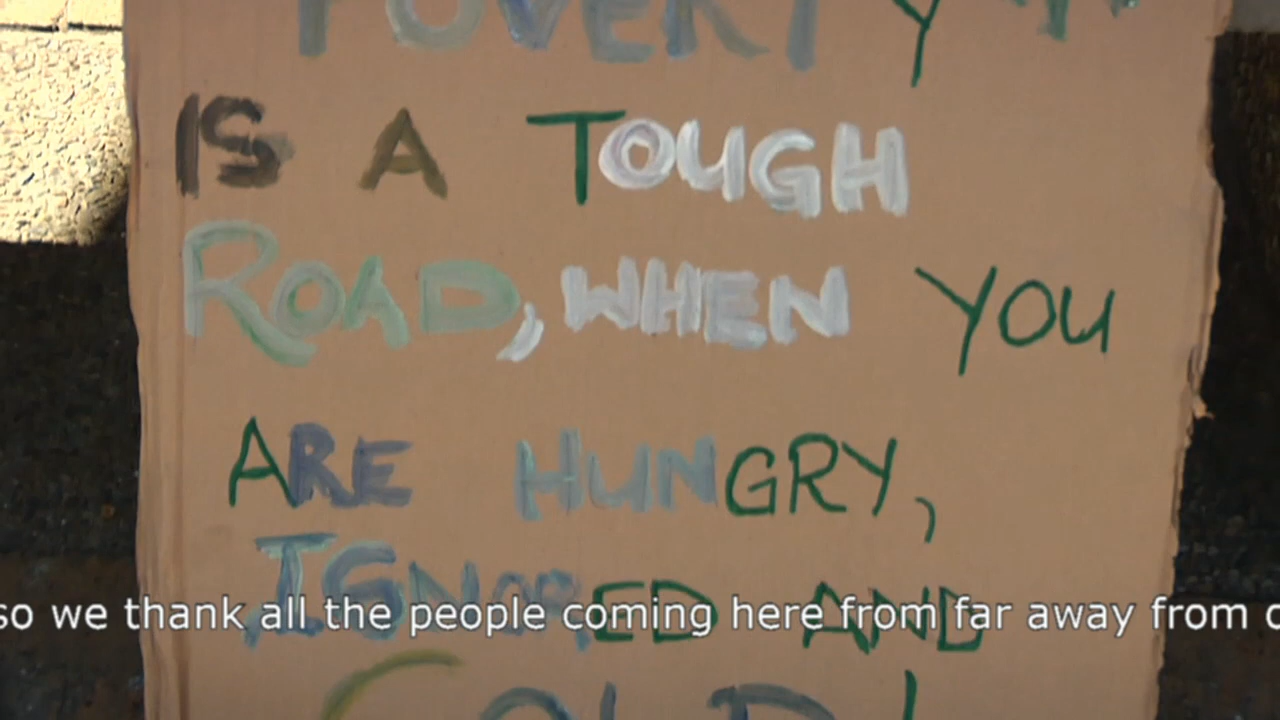 POVERTY
IS A TOUGH
ROAD, WHEN YOU
ARE HUNGRY,
IGNORED AND
so we thank all the people coming here from far away from
COLD!